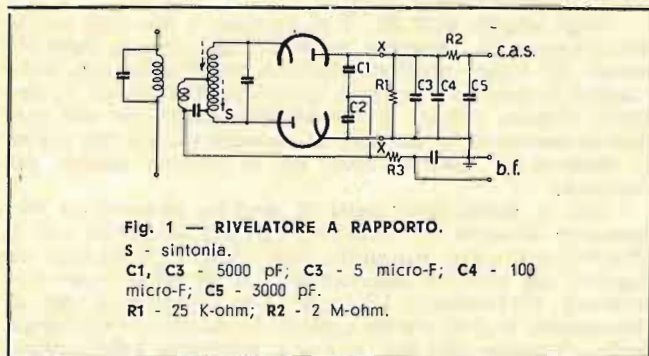 R2
c.a.s.
X
C1
R1
C3
C4
C5
C2
S
X
R3
b.f.
Fig. 1 — RIVELATORE A RAPPORTO.
S - sintonia.
C1, C3 - 5000 pF; C3 - 5 micro-F; C4 - 100
micro-F; C5 - 3000 pF.
R1 - 25 K-ohm; R2 - 2 M-ohm.